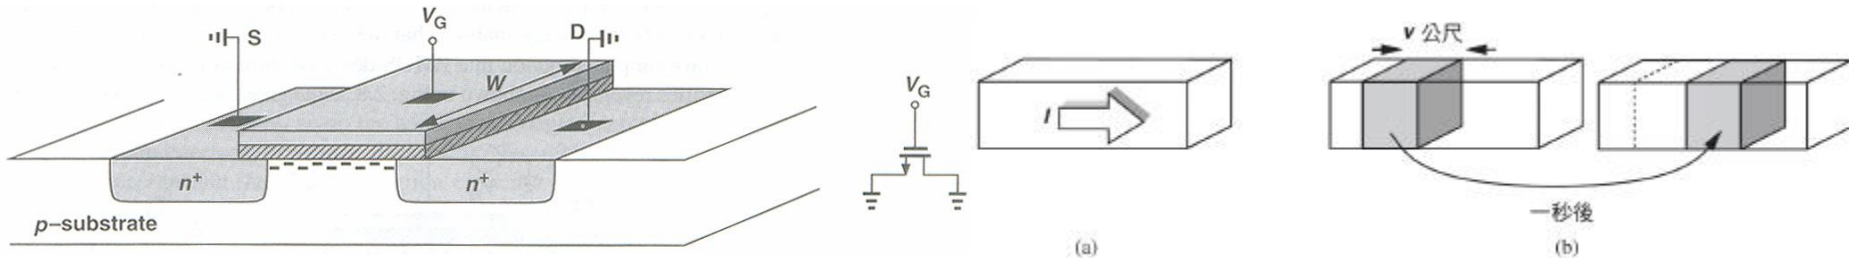 V_G
S
D
W
n⁺
n⁺
p–substrate
V_G
I
(a)
v 公尺
一秒後
(b)